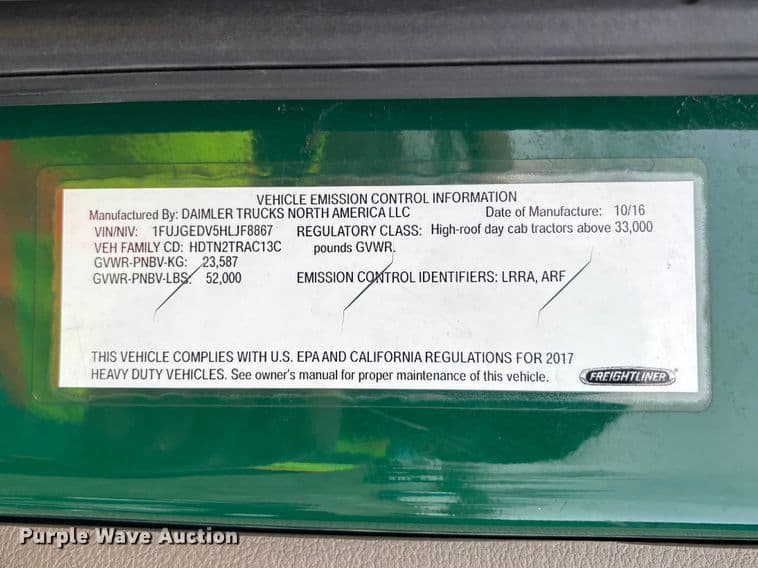 VEHICLE EMISSION CONTROL INFORMATION
Manufactured By: DAIMLER TRUCKS NORTH AMERICA LLC Date of Manufacture: 10/16
VIN/NIV: 1FUJGEDV5HLJF8867 REGULATORY CLASS: High-roof day cab tractors above 33,000
VEH FAMILY CD: HDTN2TRAC13C pounds GVWR.
GVWR-PNBV-KG: 23,587
GVWR-PNBV-LBS: 52,000 EMISSION CONTROL IDENTIFIERS: LRRA, ARF
THIS VEHICLE COMPLIES WITH U.S. EPA AND CALIFORNIA REGULATIONS FOR 2017
HEAVY DUTY VEHICLES. See owner's manual for proper maintenance of this vehicle. FREIGHTLINER
Purple Wave Auction